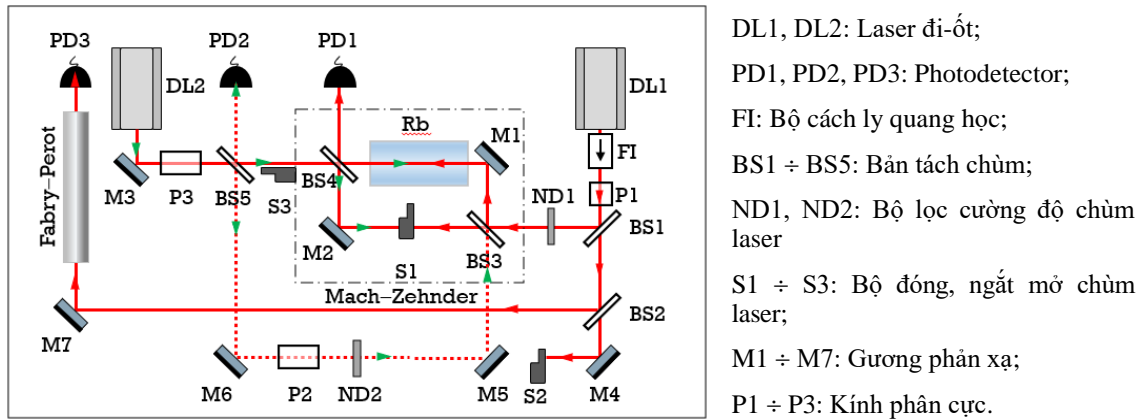 PD3
PD2
PD1
DL2
DL1
Rb
M1
FI
Fabry–Perot
M3
P3
BS5
S3
BS4
ND1
P1
BS1
M2
S1
BS3
Mach–Zehnder
BS2
M7
M6
P2
ND2
M5
S2
M4
DL1, DL2: Laser đi-ốt;
PD1, PD2, PD3: Photodetector;
FI: Bộ cách ly quang học;
BS1 ÷ BS5: Bản tách chùm;
ND1, ND2: Bộ lọc cường độ chùm
laser
S1 ÷ S3: Bộ đóng, ngắt mở chùm
laser;
M1 ÷ M7: Gương phản xạ;
P1 ÷ P3: Kính phân cực.